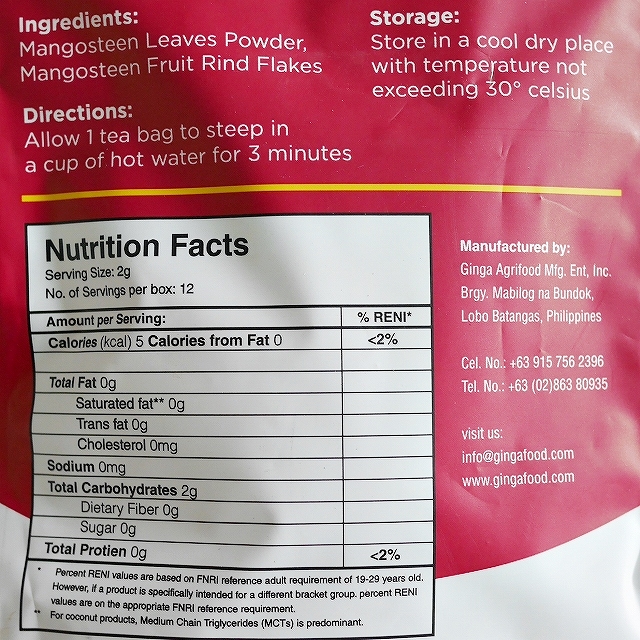 Ingredients:
Mangosteen Leaves Powder,
Mangosteen Fruit Rind Flakes
Directions:
Allow 1 tea bag to steep in
a cup of hot water for 3 minutes
Storage:
Store in a cool dry place
with temperature not
exceeding 30° celsius
Nutrition Facts
Serving Size: 2g
No. of Servings per box: 12
Amount per Serving: % RENI*
Calories (kcal) 5 Calories from Fat 0 <2%
Total Fat 0g
Saturated fat** 0g
Trans fat 0g
Cholesterol 0mg
Sodium 0mg
Total Carbohydrates 2g
Dietary Fiber 0g
Sugar 0g
Total Protien 0g <2%
* Percent RENI values are based on FNRI reference adult requirement of 19-29 years old.
However, if a product is specifically intended for a different bracket group. percent RENI
values are on the appropriate FNRI reference requirement.
** For coconut products, Medium Chain Triglycerides (MCTs) is predominant.
Manufactured by:
Ginga Agrifood Mfg. Ent, Inc.
Brgy. Mabilog na Bundok,
Lobo Batangas, Philippines
Cel. No.: +63 915 756 2396
Tel. No.: +63 (02)863 80935
visit us:
info@gingafood.com
www.gingafood.com